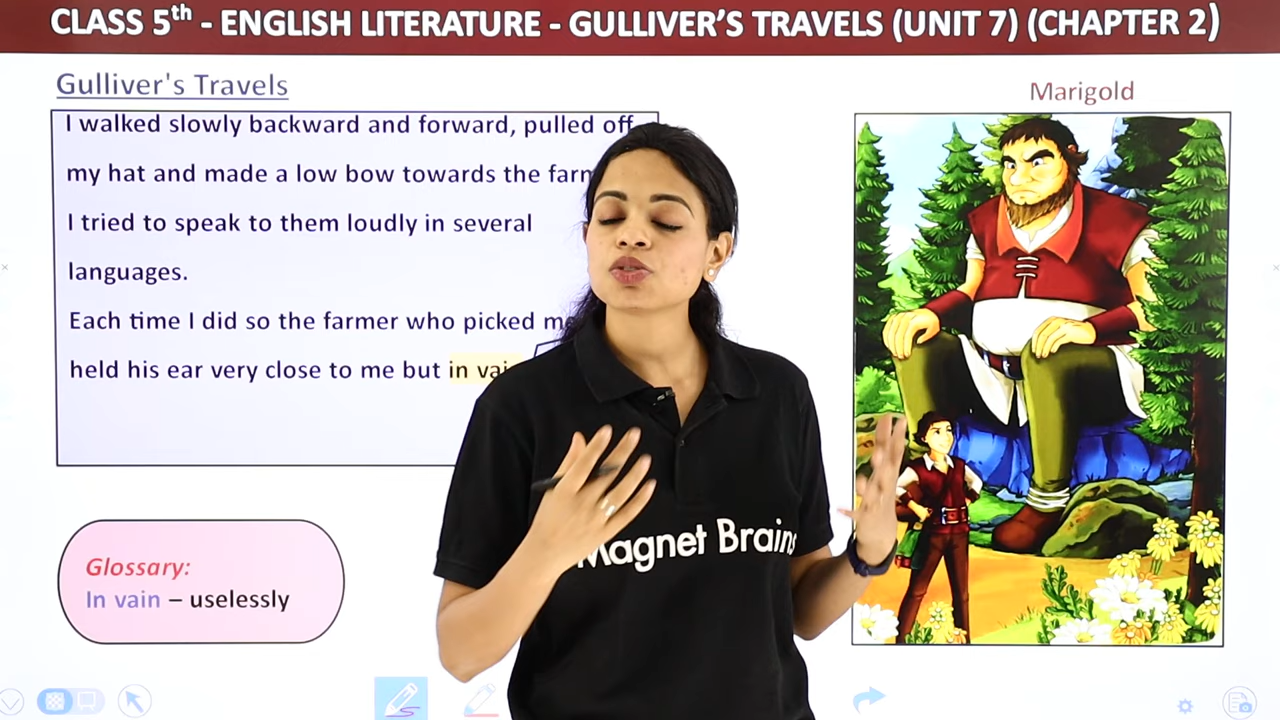 CLASS 5th - ENGLISH LITERATURE - GULLIVER'S TRAVELS (UNIT 7) (CHAPTER 2)
Gulliver's Travels
Marigold
I walked slowly backward and forward, pulled off
my hat and made a low bow towards the
I tried to speak to them loudly in several
languages.
Each time I did so the farmer who picked
held his ear very close to me but in
Glossary:
In vain – uselessly
Magnet Brains